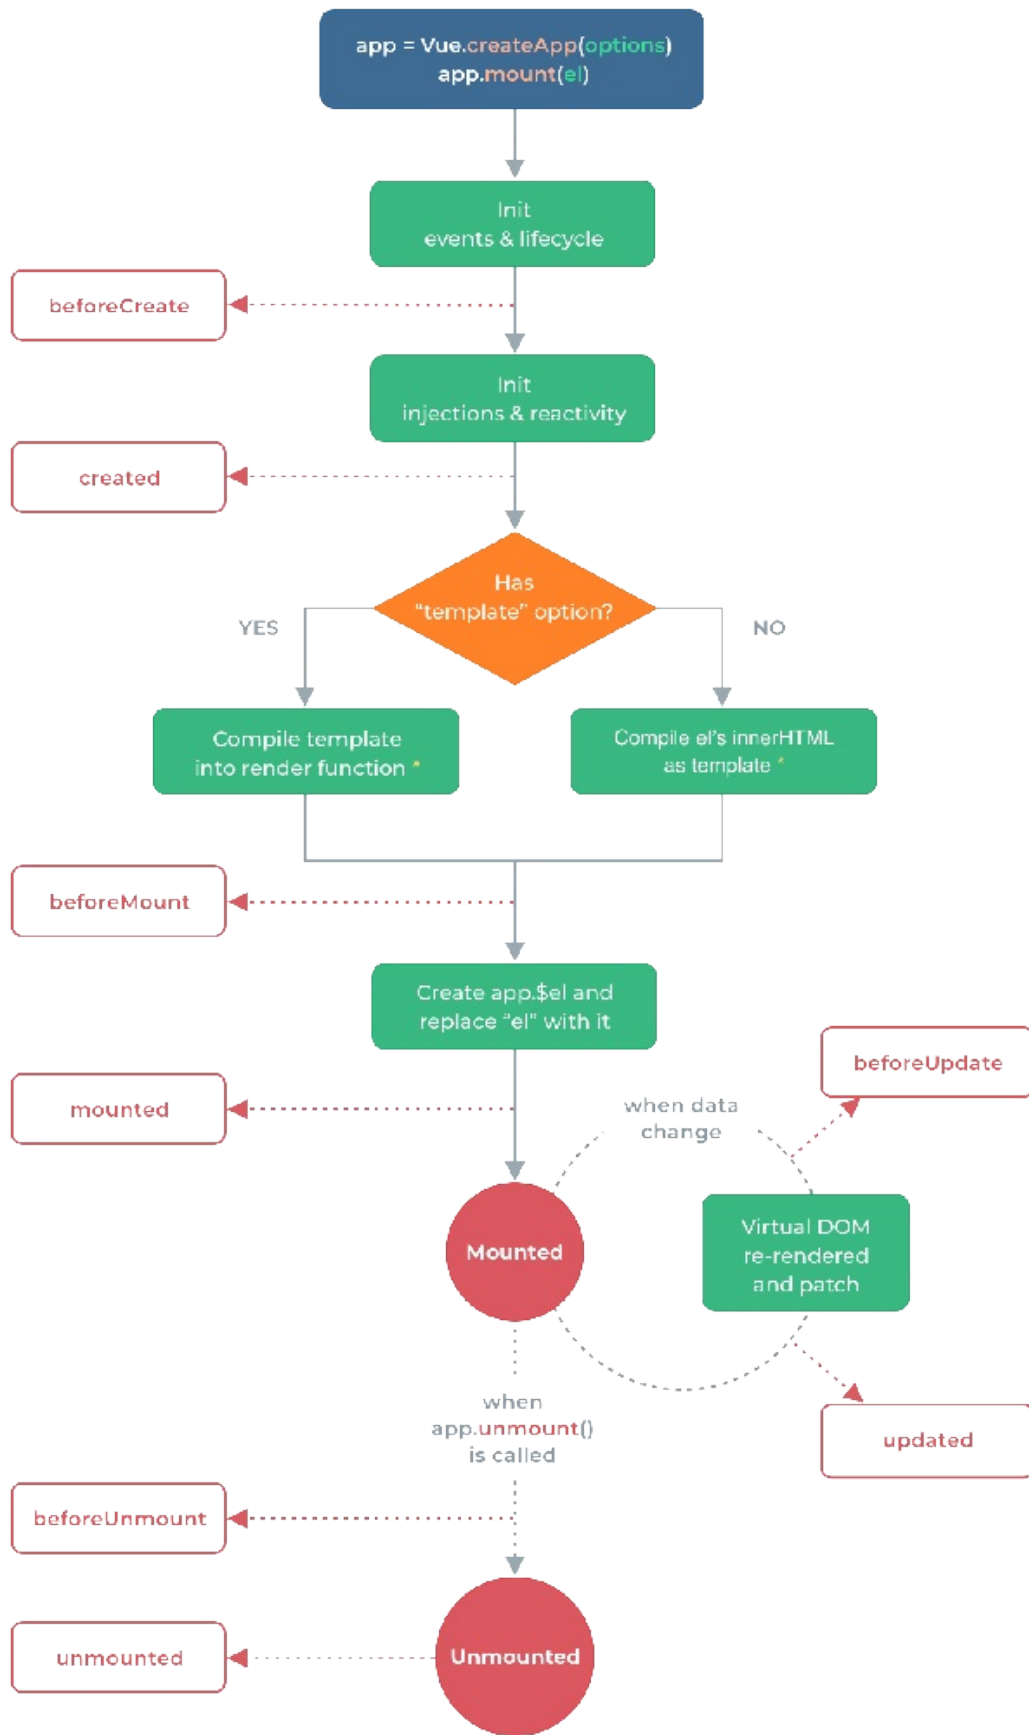 app = Vue.createApp(options)
app.mount(el)
Init
events & lifecycle
beforeCreate
Init
injections & reactivity
created
Has
“template” option?
YES
NO
Compile template
into render function *
Compile el's innerHTML
as template *
beforeMount
Create app.$el and
replace “el” with it
beforeUpdate
mounted
when data
change
Mounted
Virtual DOM
re-rendered
and patch
when
app.unmount()
is called
updated
beforeUnmount
unmounted
Unmounted